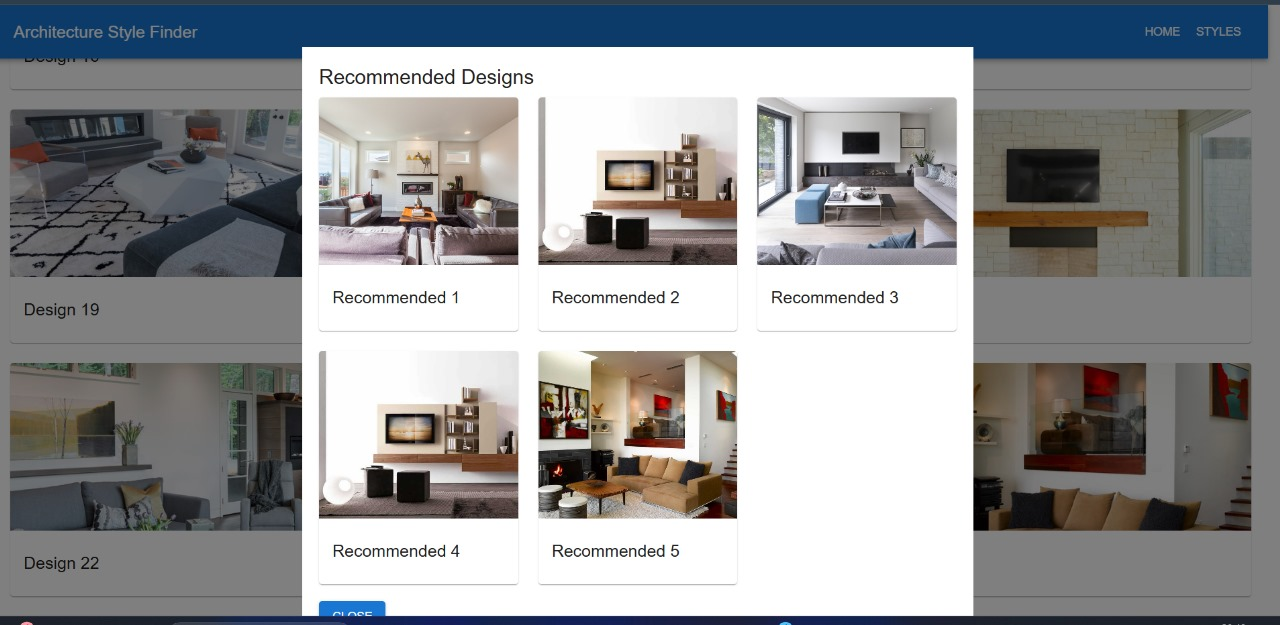 Architecture Style Finder
HOME STYLES
Recommended Designs
Recommended 1
Recommended 2
Recommended 3
Design 19
Recommended 4
Recommended 5
Design 22
CLOSE